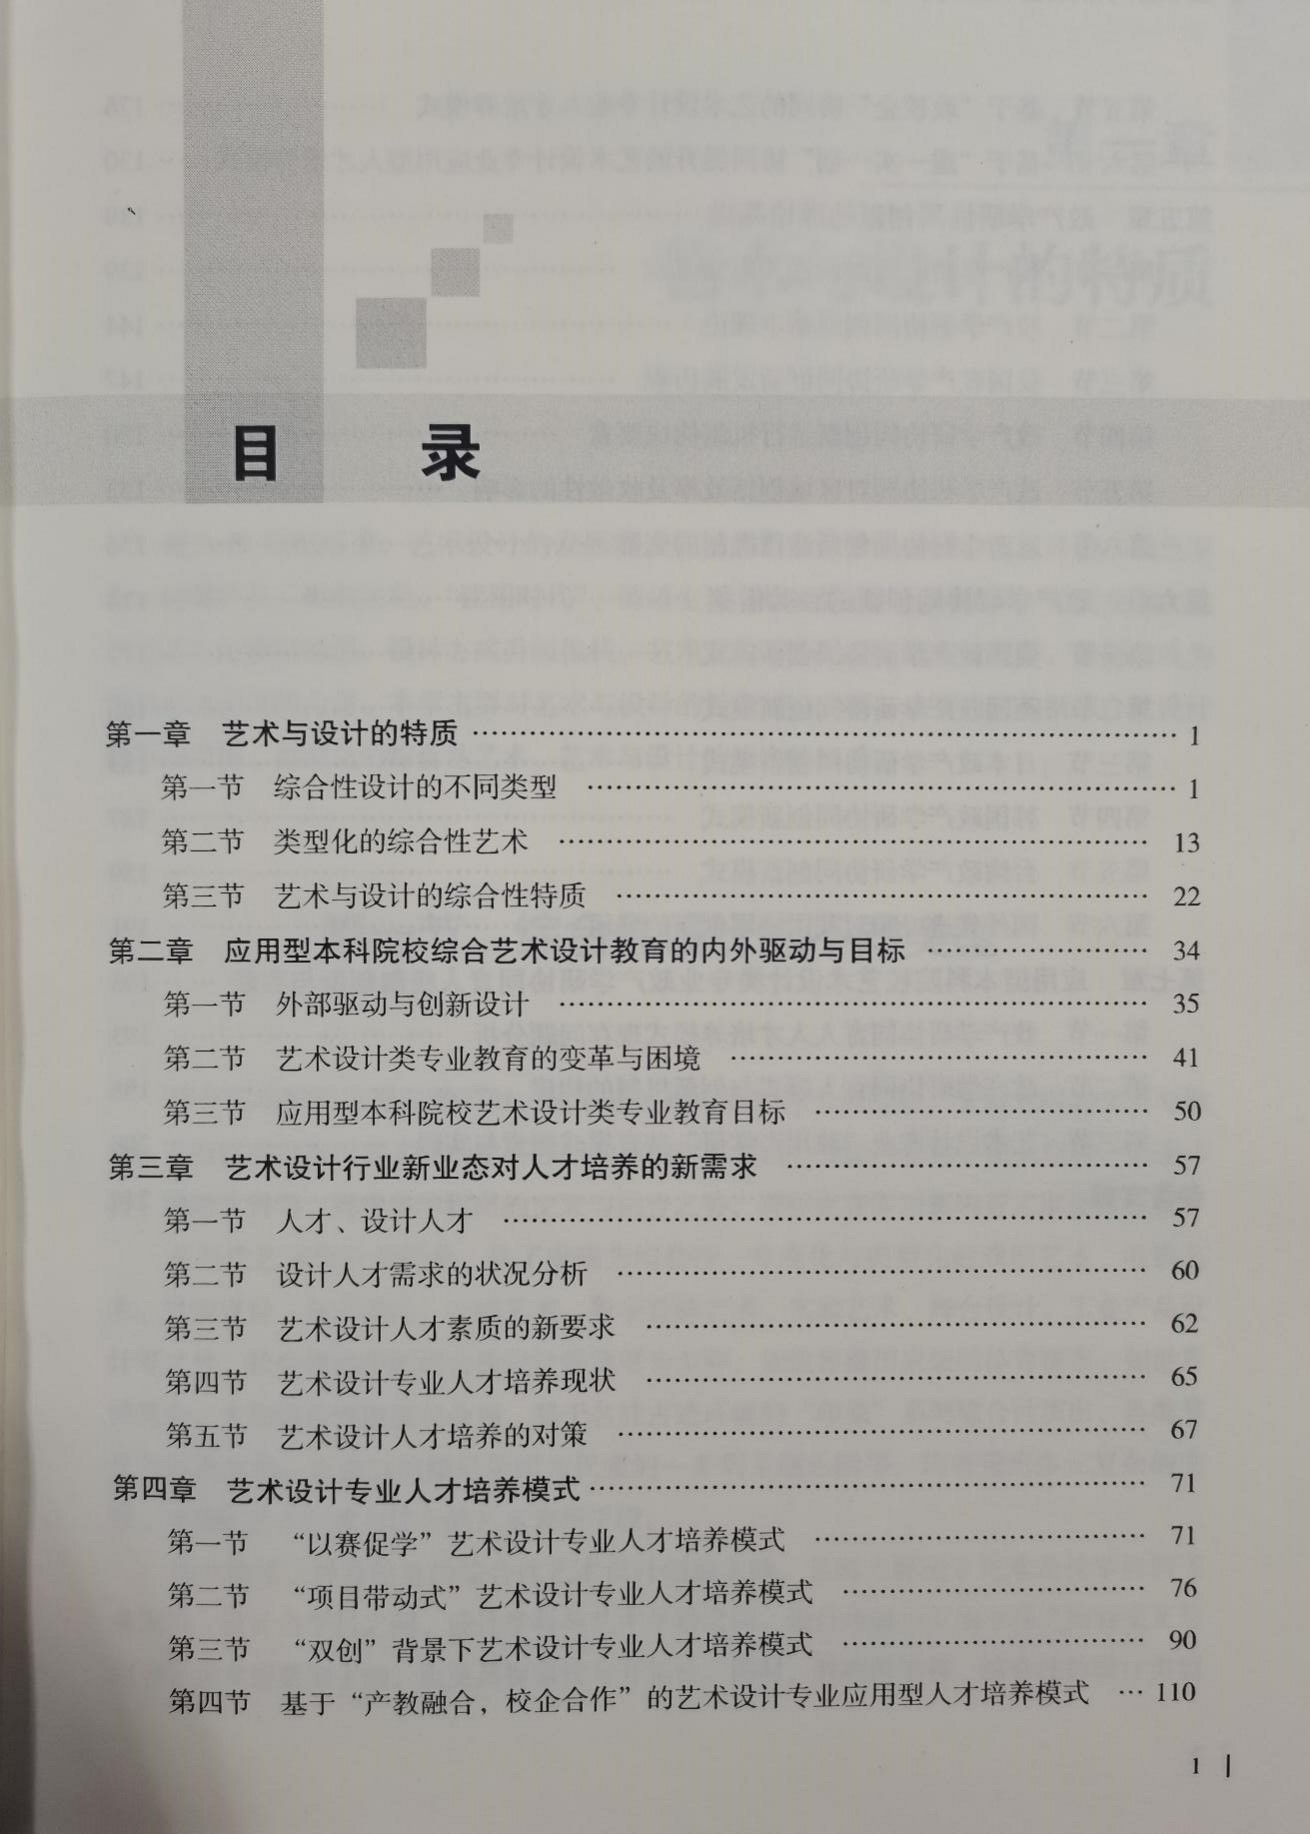 目 录
第一章 艺术与设计的特质 …… 1
第一节 综合性设计的不同类型 …… 1
第二节 类型化的综合性艺术 …… 13
第三节 艺术与设计的综合性特质 …… 22
第二章 应用型本科院校综合艺术设计教育的内外驱动与目标 …… 34
第一节 外部驱动与创新设计 …… 35
第二节 艺术设计类专业教育的变革与困境 …… 41
第三节 应用型本科院校艺术设计类专业教育目标 …… 50
第三章 艺术设计行业新业态对人才培养的新需求 …… 57
第一节 人才、设计人才 …… 57
第二节 设计人才需求的状况分析 …… 60
第三节 艺术设计人才素质的新要求 …… 62
第四节 艺术设计专业人才培养现状 …… 65
第五节 艺术设计人才培养的对策 …… 67
第四章 艺术设计专业人才培养模式 …… 71
第一节 “以赛促学”艺术设计专业人才培养模式 …… 71
第二节 “项目带动式”艺术设计专业人才培养模式 …… 76
第三节 “双创”背景下艺术设计专业人才培养模式 …… 90
第四节 基于“产教融合，校企合作”的艺术设计专业应用型人才培养模式 … 110
1